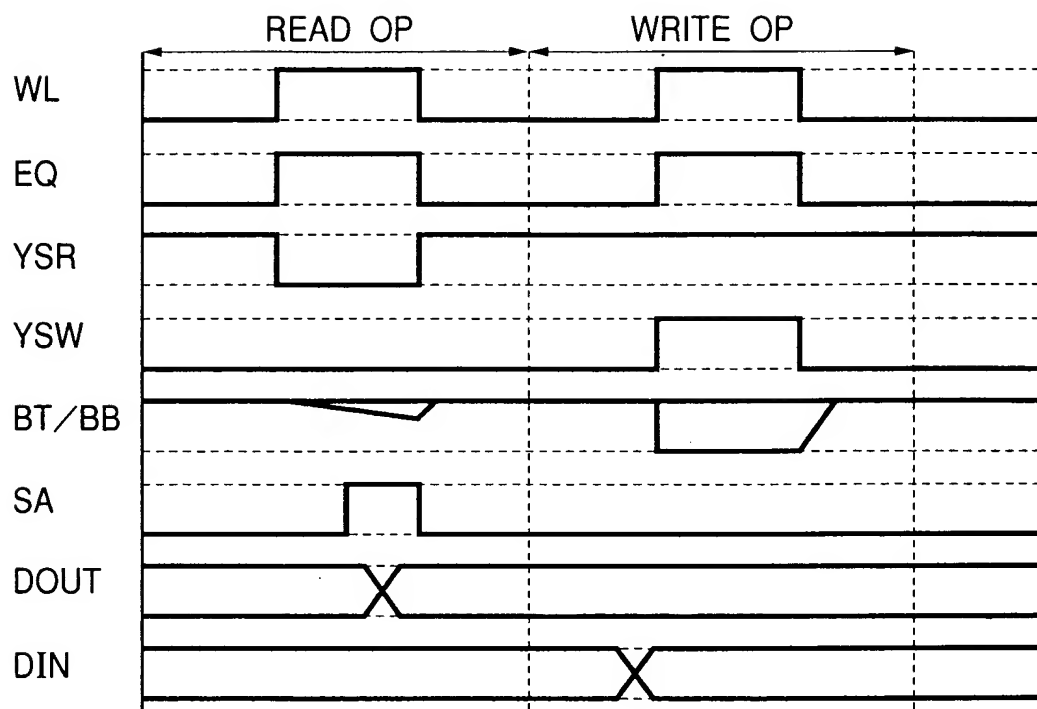 READ OP WRITE OP
WL
EQ
YSR
YSW
BT/BB
SA
DOUT
DIN